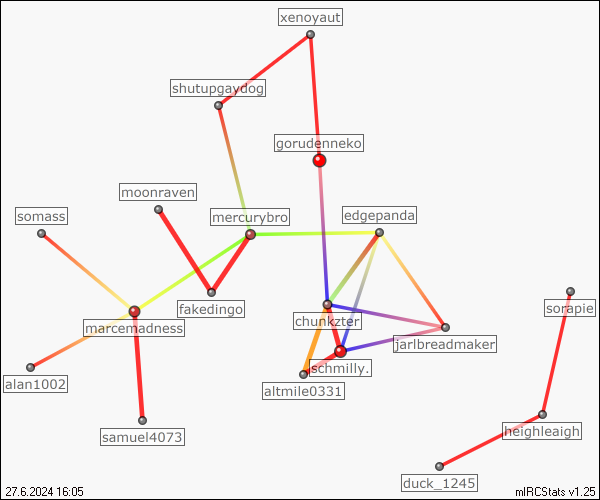 xenoyaut
shutupgaydog
gorudenneko
moonraven
somass
mercurybro
edgepanda
fakedingo
sorapie
chunkzter
marcemadness
jarlbreadmaker
schmilly.
alan1002
altmile0331
heighleaigh
samuel4073
duck_1245
27.6.2024 16:05
mIRCStats v1.25